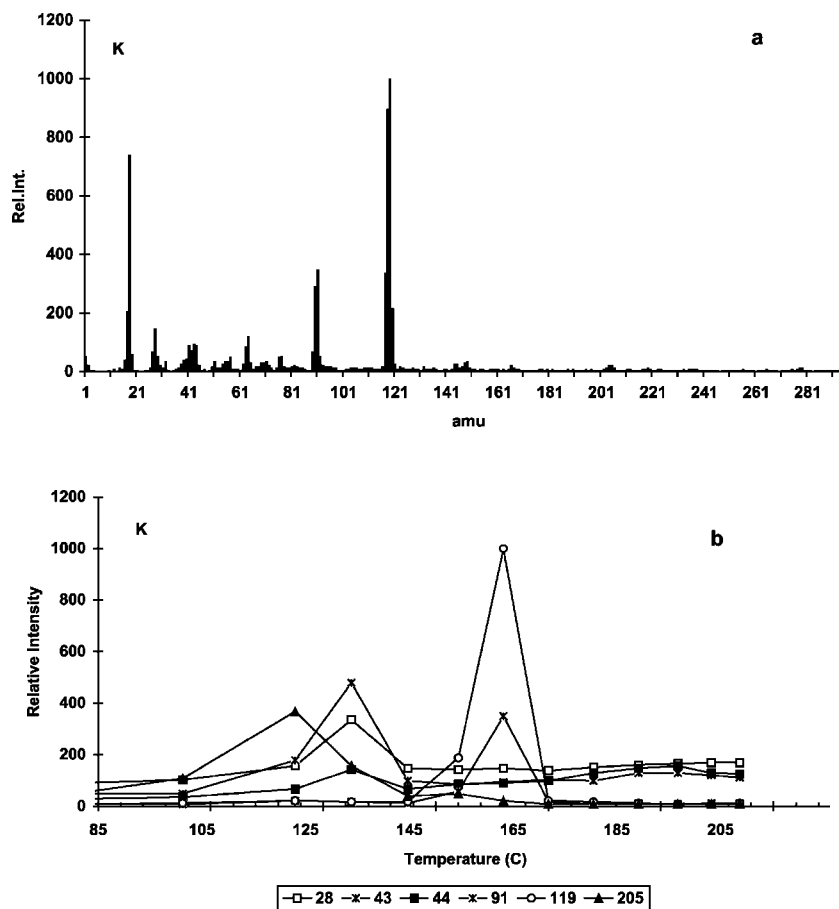 1200
K
a
1000
800
Rel.Int.
600
400
200
0
1 21 41 61 81 101 121 141 161 181 201 221 241 261 281
amu
1200
K
b
1000
800
Relative Intensity
600
400
200
0
85 105 125 145 165 185 205
Temperature (C)
28 43 44 91 119 205